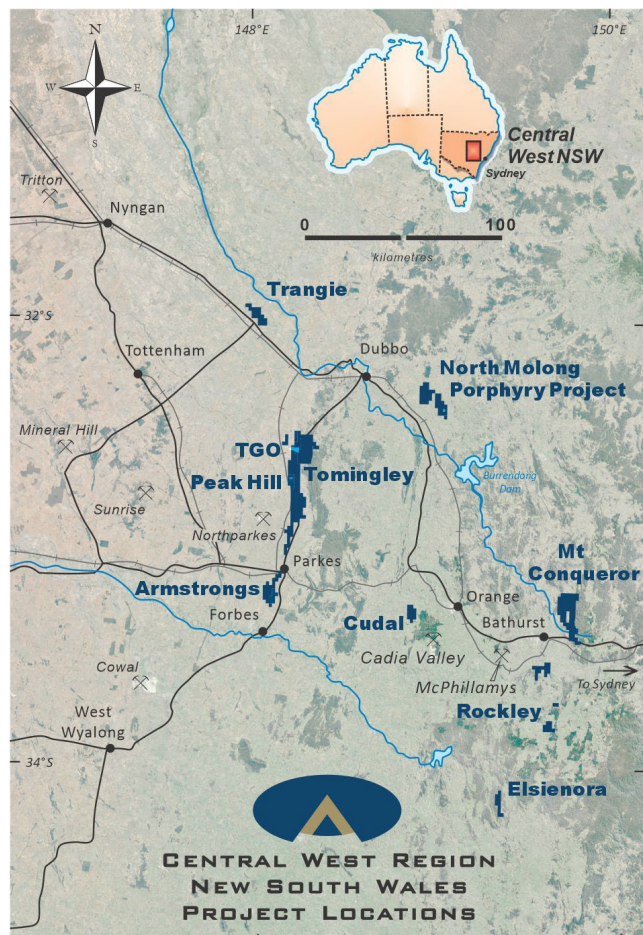 148°E
150°E
N
W
E
S
Central
West NSW
Sydney
0
100
kilometres
Tritton
Nyngan
Trangie
32°S
Tottenham
Dubbo
North Molong
Porphyry Project
Mineral Hill
TGO
Tomingley
Peak Hill
Burrendong
Dam
Sunrise
Northparkes
Mt
Conqueror
Parkes
Armstrongs
Orange
Forbes
Cudal
Bathurst
Cadia Valley
Cowal
McPhillamys
To Sydney
West
Wyalong
Rockley
34°S
Elsienora
CENTRAL WEST REGION
NEW SOUTH WALES
PROJECT LOCATIONS